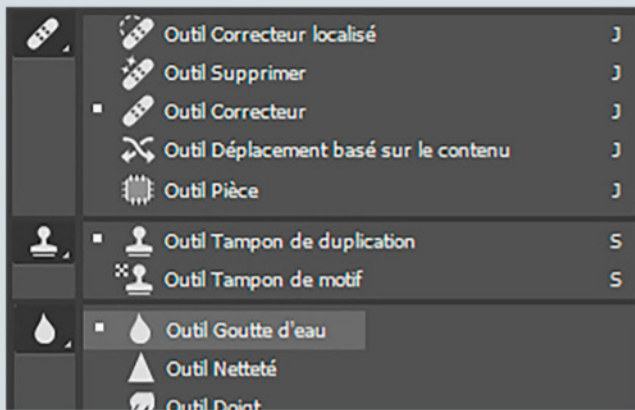 Outil Correcteur localisé J
Outil Supprimer J
Outil Correcteur J
Outil Déplacement basé sur le contenu J
Outil Pièce J
Outil Tampon de duplication S
Outil Tampon de motif S
Outil Goutte d'eau
Outil Netteté
Outil Doigt